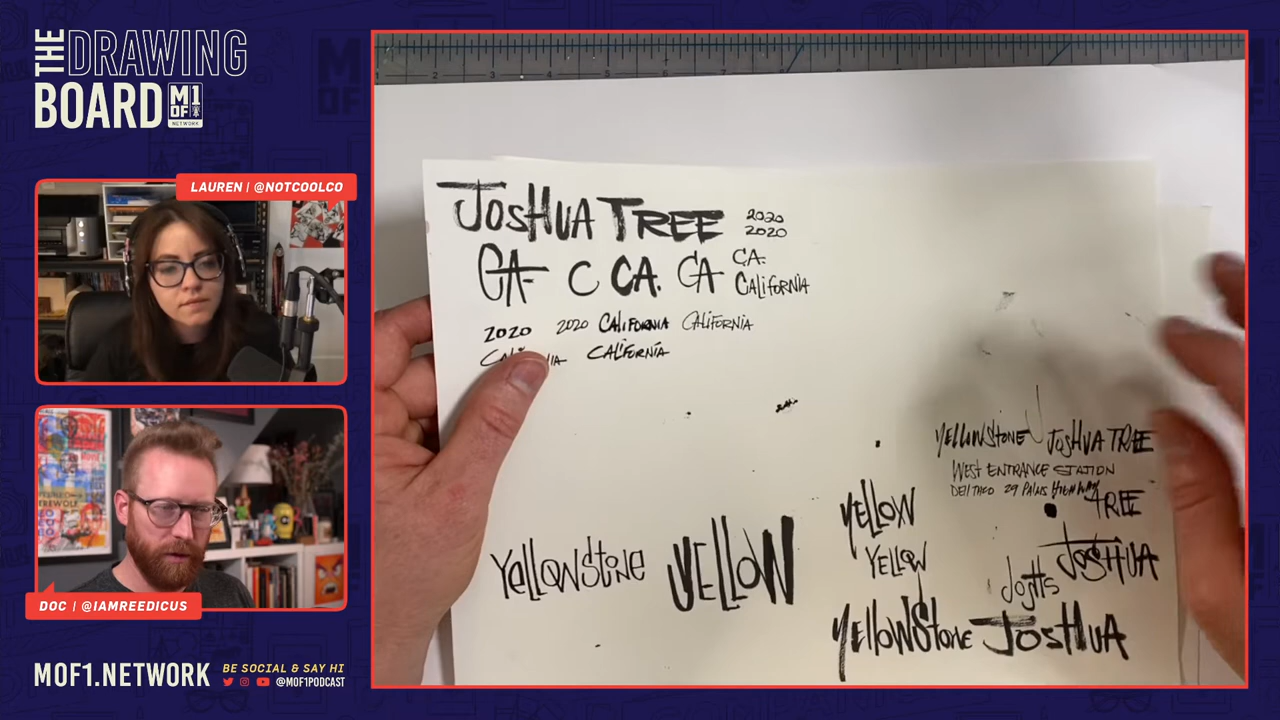 THE DRAWING
BOARD M1
OF
NETWORK
LAUREN | @NOTCOOLCO
DOC | @IAMREEDICUS
MOF1.NETWORK
BE SOCIAL & SAY HI
@MOF1PODCAST
JOSHUA TREE 2020
2020
CA C CA. CA CA.
CALIFORNIA
2020 2020 CALIFORNIA CALIFORNIA
CALIFORNIA
YELLOWSTONE JOSHUA TREE
WEST ENTRANCE STATION
29 PALMS HIGHWAY
TREE
YELLOW
YELLOW
JOSHUA
Yellowstone YELLOW
YELLOWSTONE JOSHUA